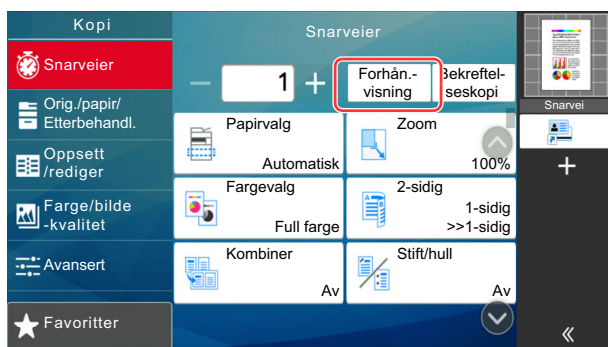 Kopi
Snarveier
Snarveier
Orig./papir/
Etterbehandl.
Oppsett
/rediger
Farge/bilde
-kvalitet
Avansert
Favoritter
1
Forhån.-
visning
Bekreftel-
seskopi
Papirvalg
Automatisk
Zoom
100%
Fargevalg
Full farge
2-sidig
1-sidig
>>1-sidig
Kombiner
Av
Stift/hull
Av
Snarvei